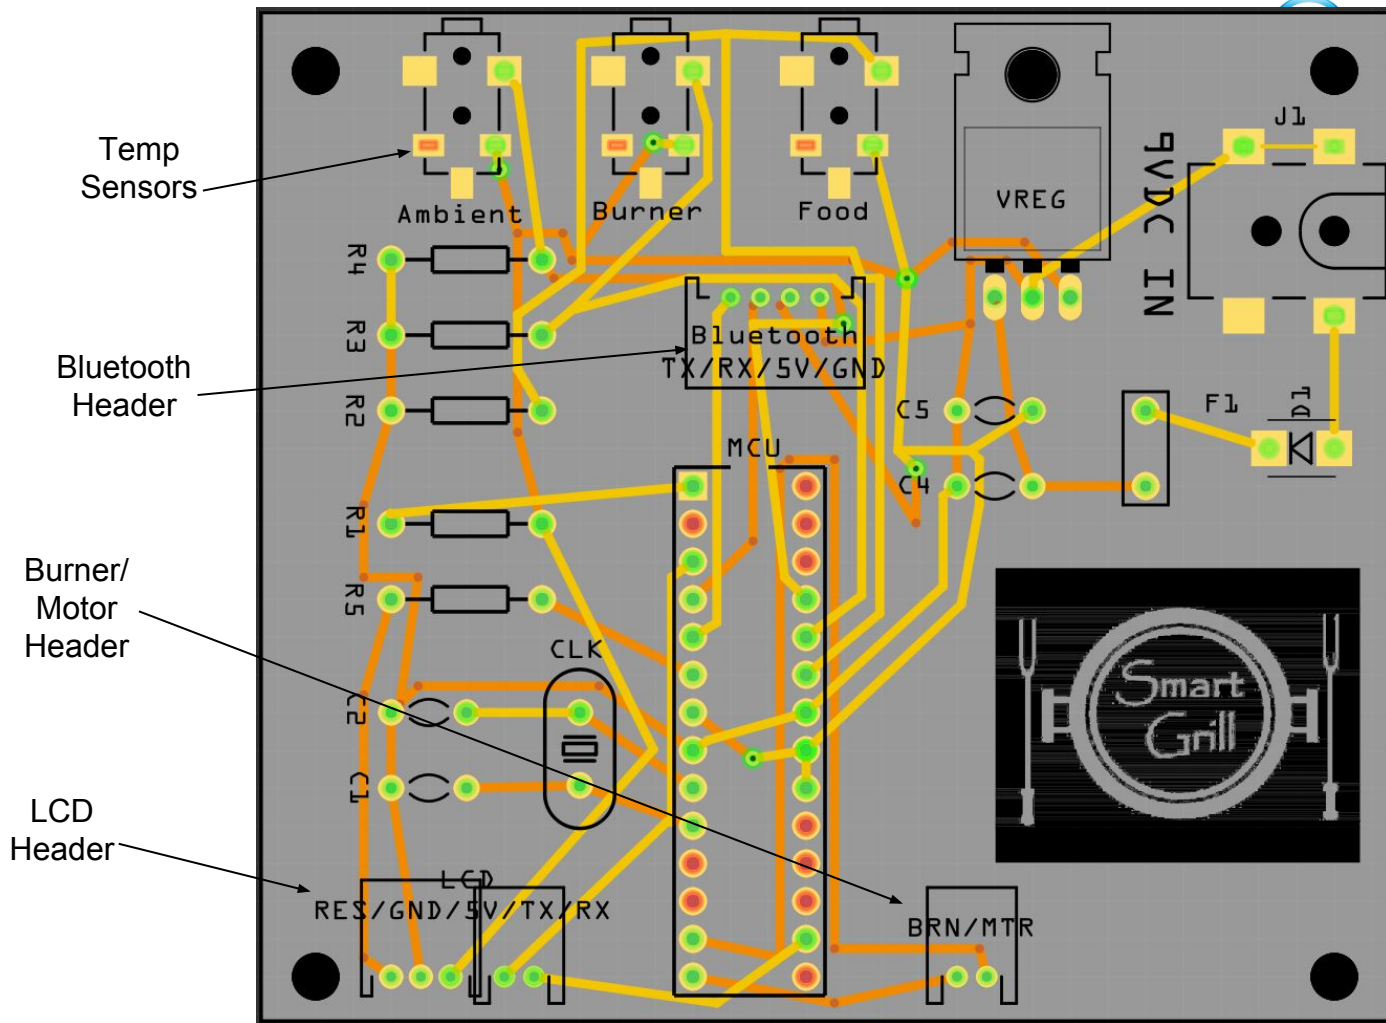 Temp
Sensors
Bluetooth
Header
Burner/
Motor
Header
LCD
Header
Ambient
Burner
Food
VREG
J1
9VDC IN
R4
R3
R2
R1
R5
Bluetooth
TX/RX/5V/GND
MCU
C5
C4
F1
D1
CLK
C2
C1
LCD
RES/GND/5V/TX/RX
BRN/MTR
Smart
Grill